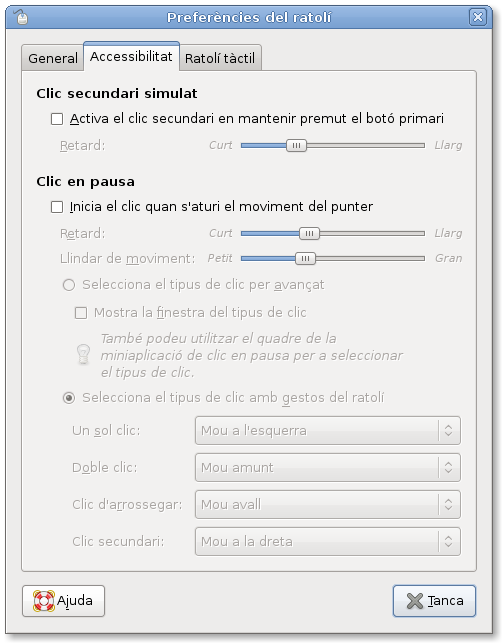 Preferències del ratolí
General Accessibilitat Ratolí tàctil
Clic secundari simulat
Activa el clic secundari en mantenir premut el botó primari
Retard: Curt Llarg
Clic en pausa
Inicia el clic quan s'aturi el moviment del punter
Retard: Curt Llarg
Llindar de moviment: Petit Gran
Selecciona el tipus de clic per avançat
Mostra la finestra del tipus de clic
També podeu utilitzar el quadre de la
miniaplicació de clic en pausa per a seleccionar
el tipus de clic.
Selecciona el tipus de clic amb gestos del ratolí
Un sol clic: Mou a l'esquerra
Doble clic: Mou amunt
Clic d'arrossegar: Mou avall
Clic secundari: Mou a la dreta
Ajuda Tanca